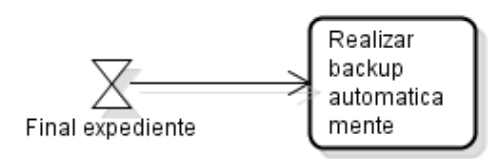 Realizar
backup
automatica
mente
Final expediente